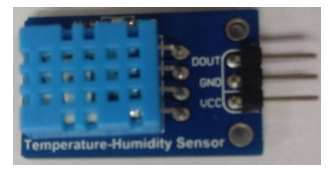 DOUT
GND
VCC
Temperature-Humidity Sensor